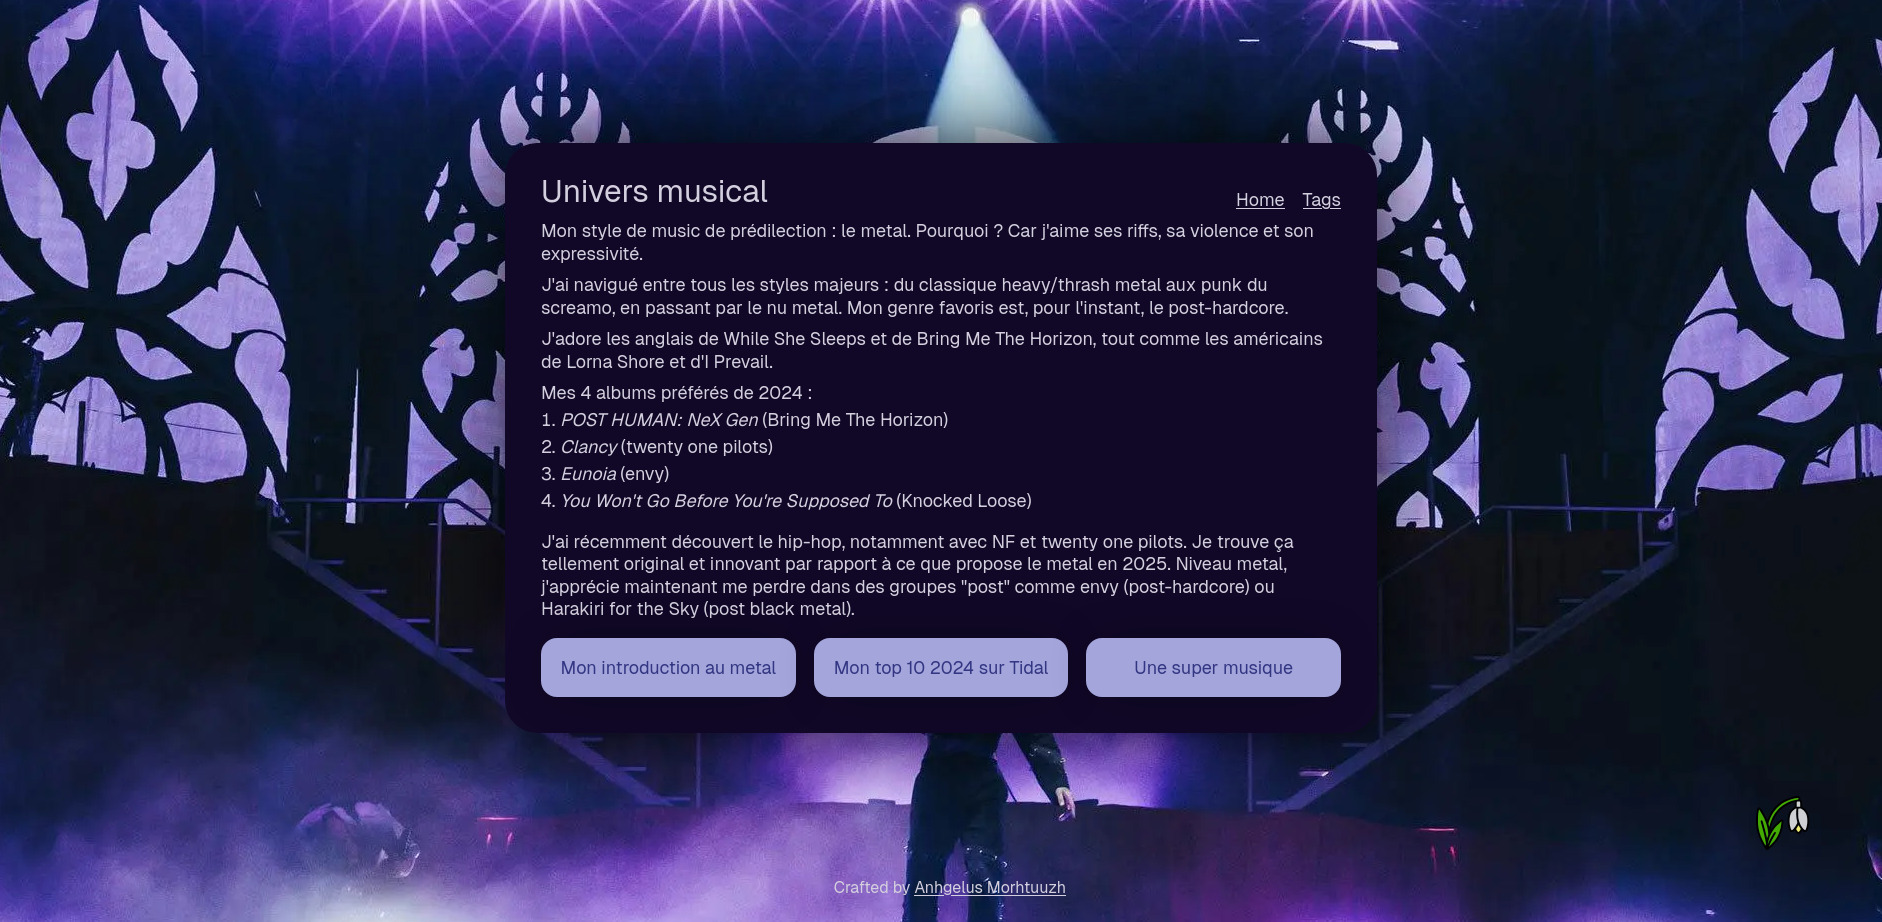 Univers musical
Home Tags
Mon style de music de prédilection : le metal. Pourquoi ? Car j'aime ses riffs, sa violence et son
expressivité.
J'ai navigué entre tous les styles majeurs : du classique heavy/thrash metal aux punk du
screamo, en passant par le nu metal. Mon genre favoris est, pour l'instant, le post-hardcore.
J'adore les anglais de While She Sleeps et de Bring Me The Horizon, tout comme les américains
de Lorna Shore et d'I Prevail.
Mes 4 albums préférés de 2024 :
1. POST HUMAN: NeX Gen (Bring Me The Horizon)
2. Clancy (twenty one pilots)
3. Eunoia (envy)
4. You Won't Go Before You're Supposed To (Knocked Loose)
J'ai récemment découvert le hip-hop, notamment avec NF et twenty one pilots. Je trouve ça
tellement original et innovant par rapport à ce que propose le metal en 2025. Niveau metal,
j'apprécie maintenant me perdre dans des groupes "post" comme envy (post-hardcore) ou
Harakiri for the Sky (post black metal).
Mon introduction au metal
Mon top 10 2024 sur Tidal
Une super musique
Crafted by Anhgelus Morhtuuzh